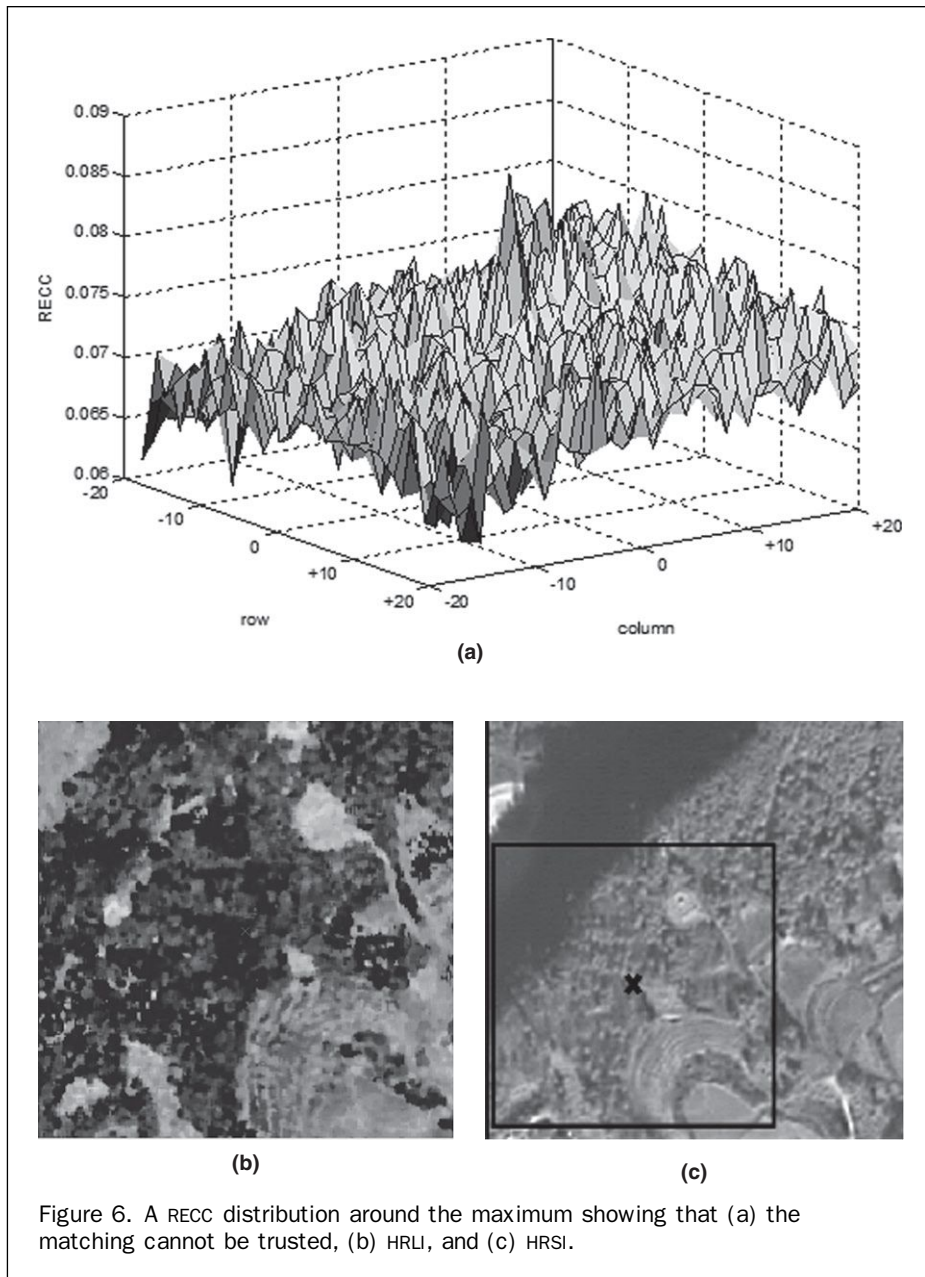 0.09
0.085
0.08
0.075
0.07
0.065
0.06
RECC
-20
-10
0
+10
+20
row
-20
-10
0
+10
+20
column
(a)
(b)
(c)
Figure 6. A RECC distribution around the maximum showing that (a) the
matching cannot be trusted, (b) HRLI, and (c) HRSI.